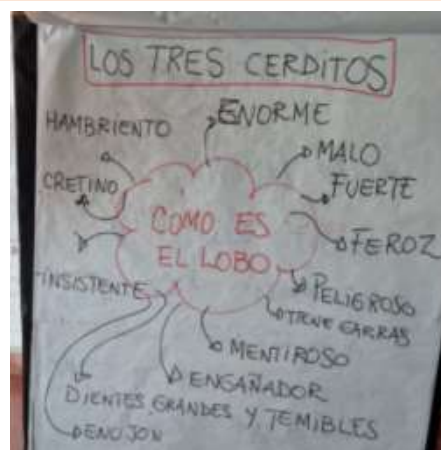 LOS TRES CERDITOS
HAMBRIENTO
ENORME
MALO
CRETINO
FUERTE
COMO ES
EL LOBO
FEROZ
INSISTENTE
PELIGROSO
TIENE GARRAS
MENTIROSO
ENGAÑADOR
DIENTES GRANDES Y TEMIBLES
ENOJON